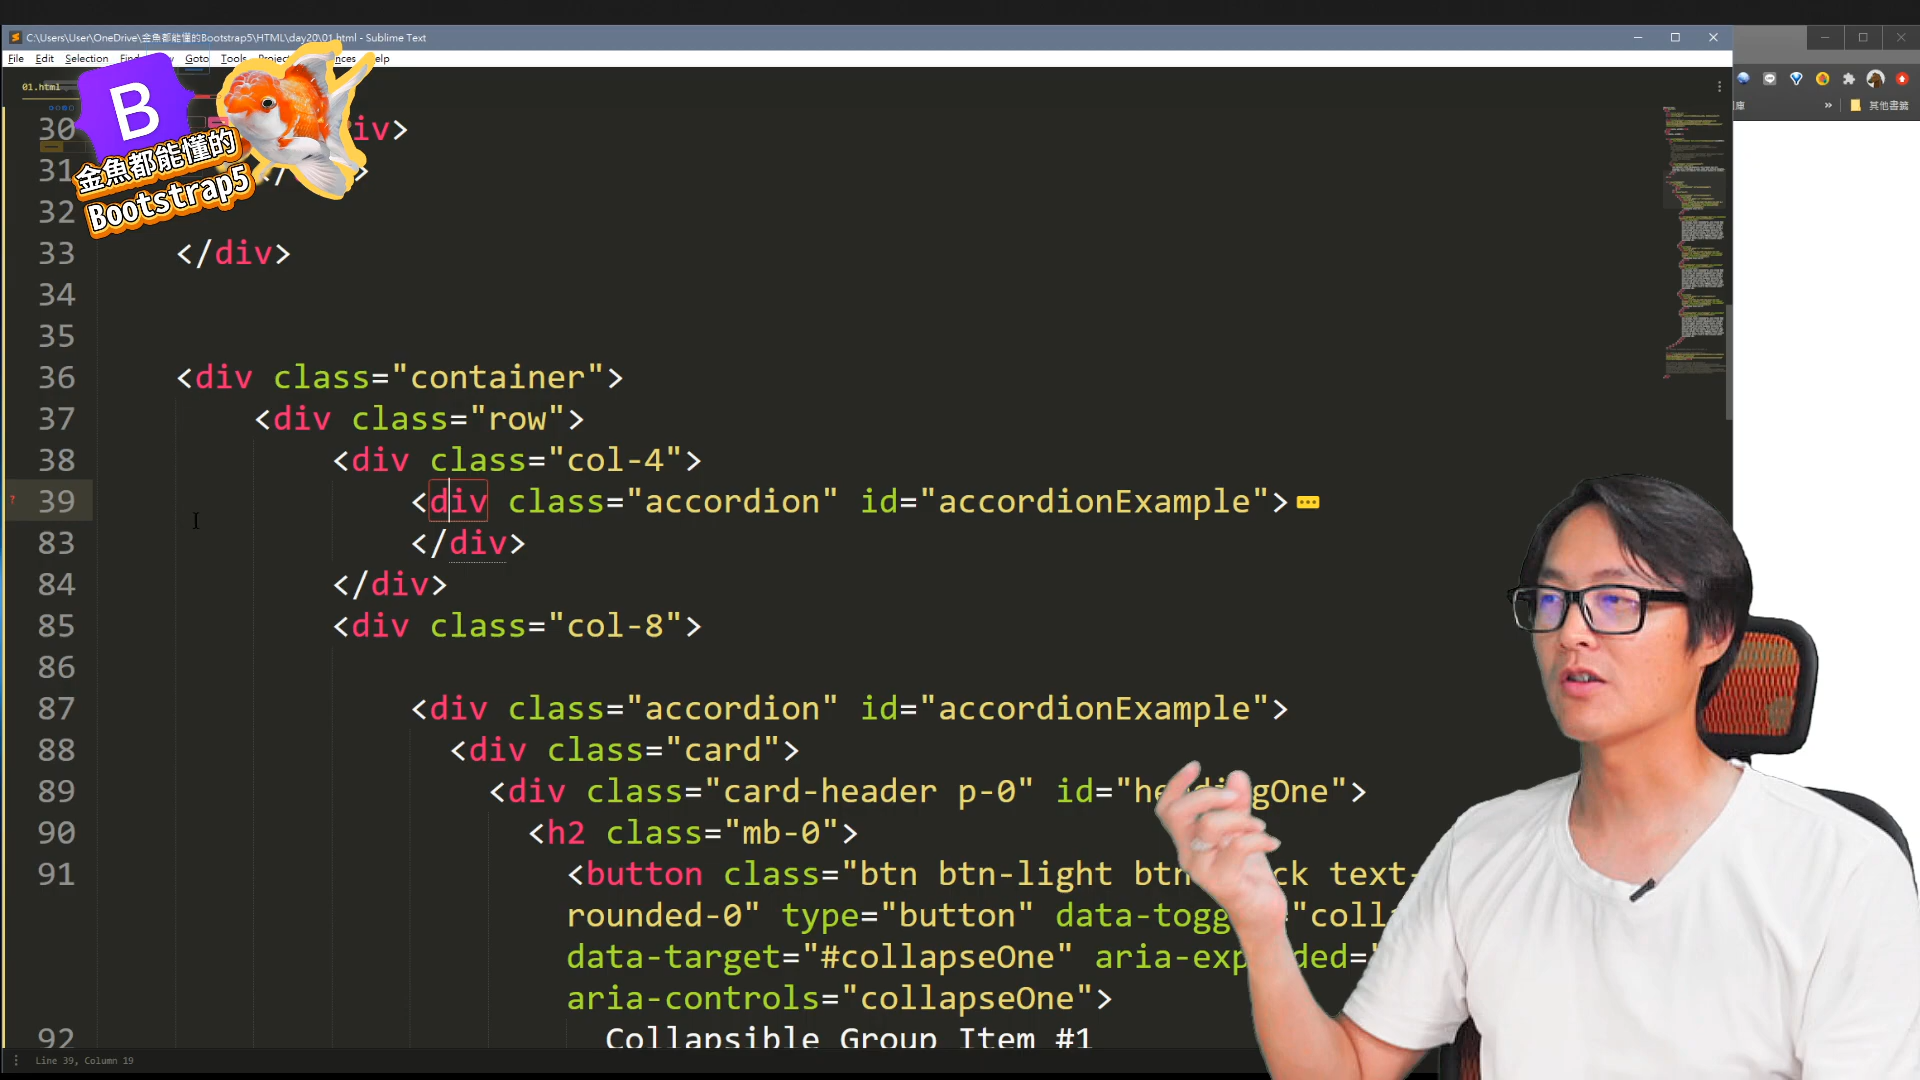 C:\Users\User\OneDrive\金魚都能懂的Bootstrap5\HTML\day20\01.html - Sublime Text
File Edit Selection Goto Tools
01.html
其他書籤
B
金魚都能懂的
Bootstrap5
30 iv>
31
32
33 </div>
34
35
36 <div class="container">
37 <div class="row">
38 <div class="col-4">
39 <div class="accordion" id="accordionExample">
83 </div>
84 </div>
85 <div class="col-8">
86
87 <div class="accordion" id="accordionExample">
88 <div class="card">
89 <div class="card-header p-0" id="headingOne">
90 <h2 class="mb-0">
91 <button class="btn btn-light btn ck text-
rounded-0" type="button" data-togg ="colla
data-target="#collapseOne" aria-expanded=
aria-controls="collapseOne">
92 Collapsible Group Item #1
Line 39, Column 19